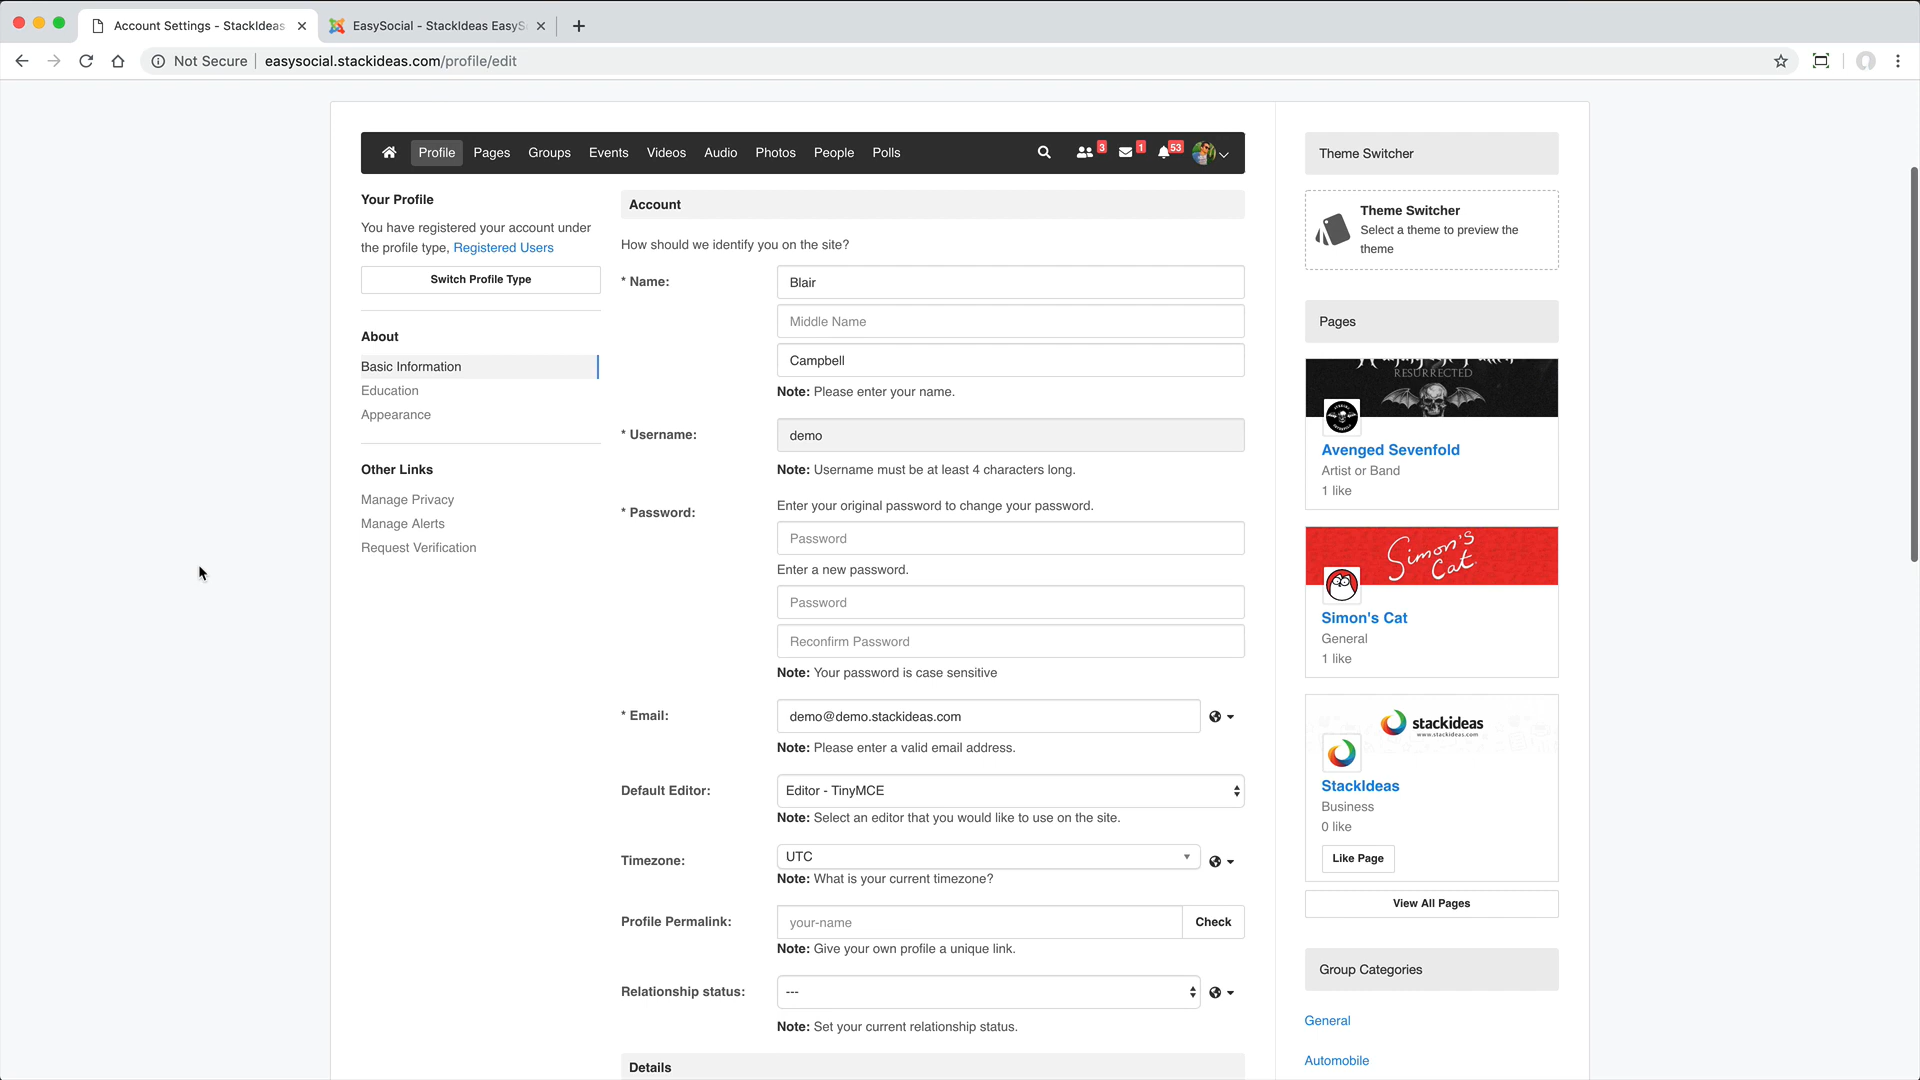 Account Settings - StackIdeas
EasySocial - StackIdeas EasyS
Not Secure
easysocial.stackideas.com/profile/edit
Profile
Pages
Groups
Events
Videos
Audio
Photos
People
Polls
3
1
53
Your Profile
You have registered your account under
the profile type, Registered Users
Switch Profile Type
About
Basic Information
Education
Appearance
Other Links
Manage Privacy
Manage Alerts
Request Verification
Account
How should we identify you on the site?
* Name:
Blair
Middle Name
Campbell
Note: Please enter your name.
* Username:
demo
Note: Username must be at least 4 characters long.
* Password:
Enter your original password to change your password.
Password
Enter a new password.
Password
Reconfirm Password
Note: Your password is case sensitive
* Email:
demo@demo.stackideas.com
Note: Please enter a valid email address.
Default Editor:
Editor - TinyMCE
Note: Select an editor that you would like to use on the site.
Timezone:
UTC
Note: What is your current timezone?
Profile Permalink:
your-name
Check
Note: Give your own profile a unique link.
Relationship status:
---
Note: Set your current relationship status.
Details
Theme Switcher
Theme Switcher
Select a theme to preview the
theme
Pages
RESURRECTED
Avenged Sevenfold
Artist or Band
1 like
Simon's
Cat
Simon's Cat
General
1 like
stackideas
www.stackideas.com
StackIdeas
Business
0 like
Like Page
View All Pages
Group Categories
General
Automobile